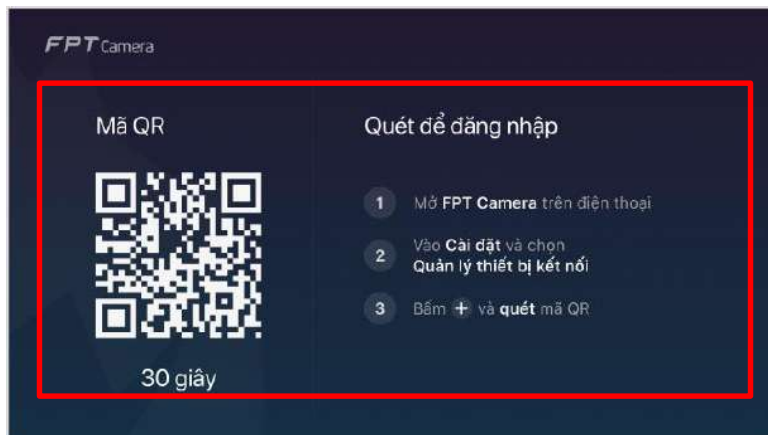 FPT Camera
Mã QR
30 giây
Quét để đăng nhập
1 Mở FPT Camera trên điện thoại
2 Vào Cài đặt và chọn
Quản lý thiết bị kết nối
3 Bấm + và quét mã QR